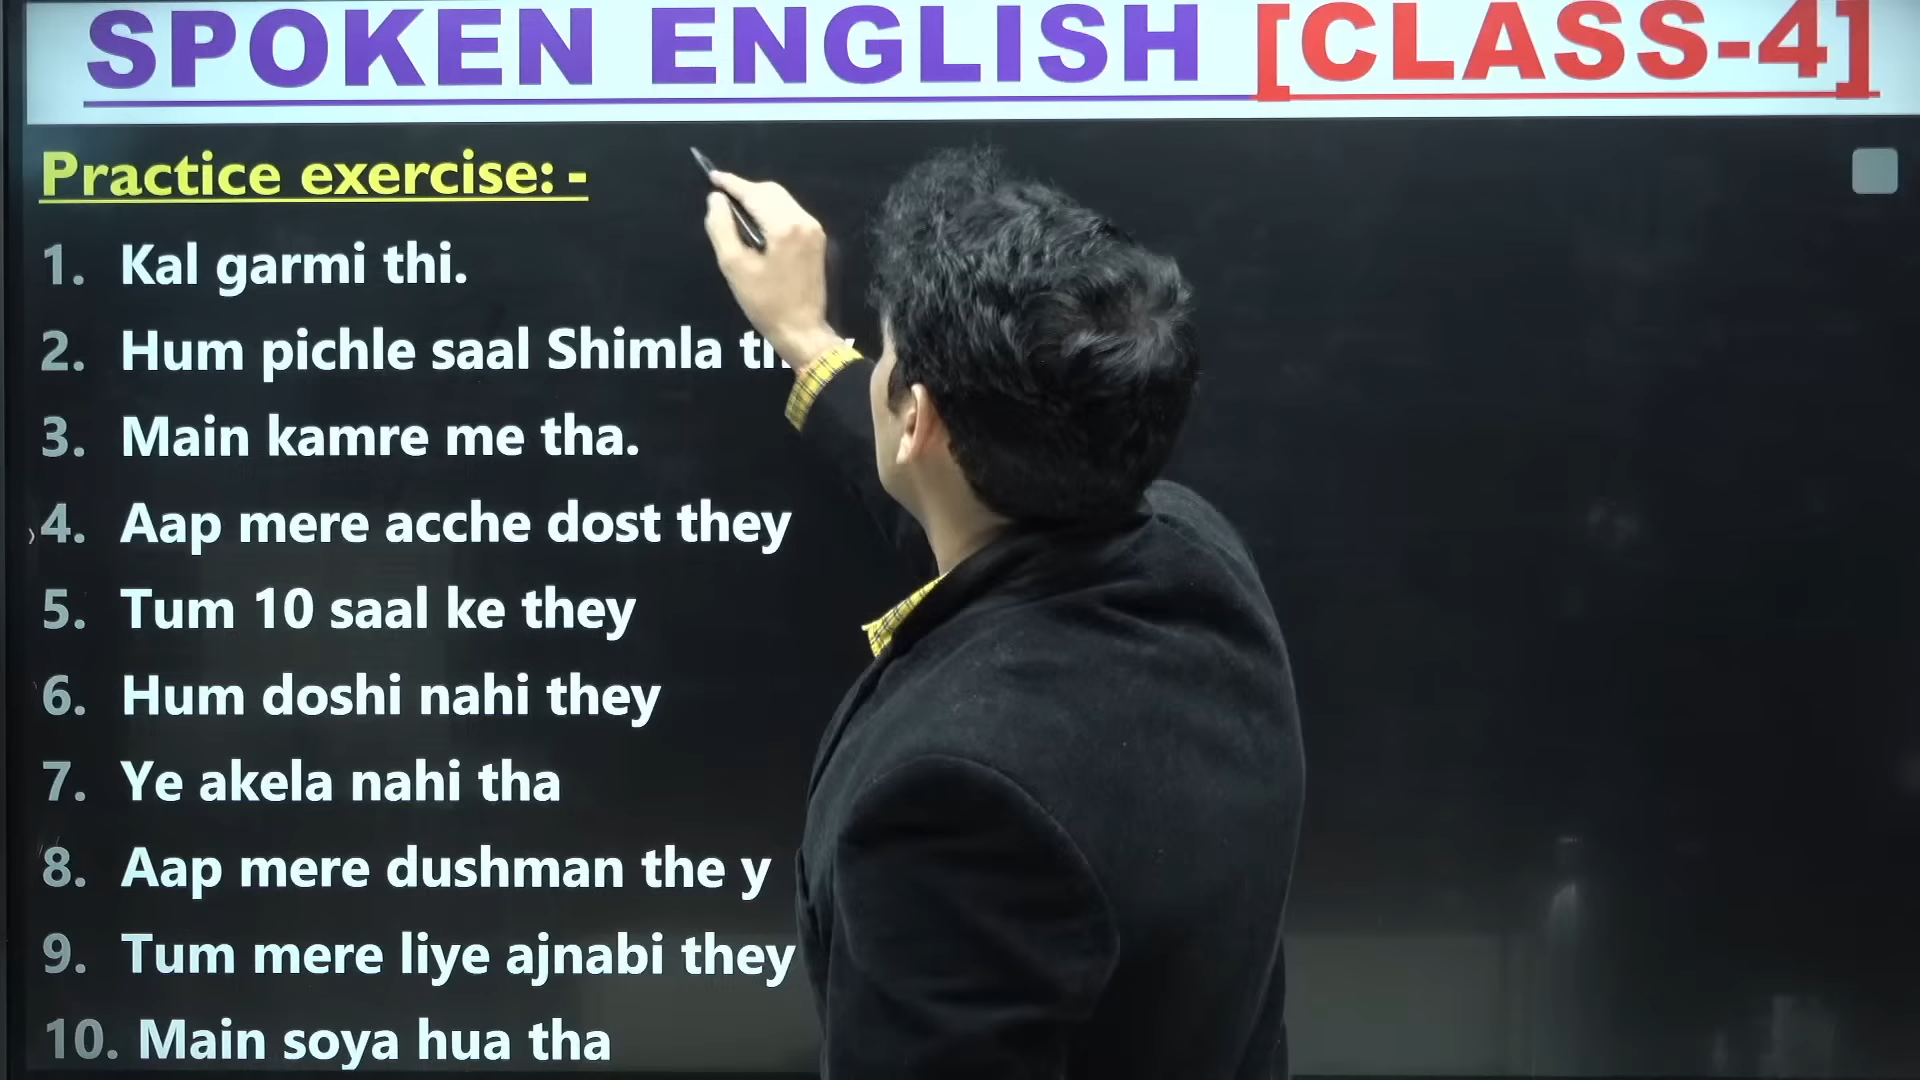 SPOKEN ENGLISH [CLASS-4]
Practice exercise: -
1. Kal garmi thi.
2. Hum pichle saal Shimla
3. Main kamre me tha.
4. Aap mere acche dost they
5. Tum 10 saal ke they
6. Hum doshi nahi they
7. Ye akela nahi tha
8. Aap mere dushman the y
9. Tum mere liye ajnabi they
10. Main soya hua tha